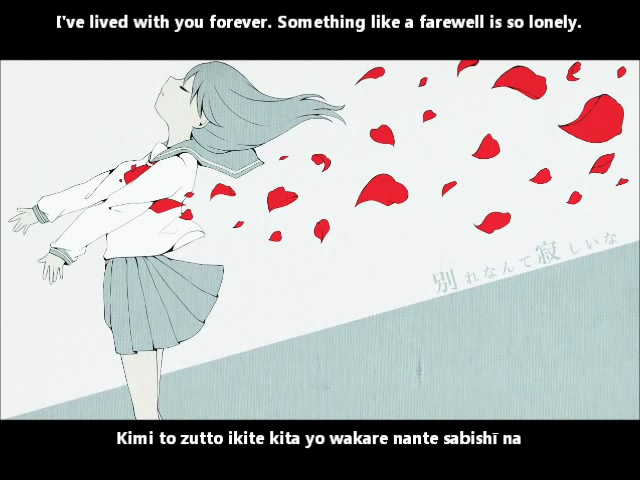 I've lived with you forever. Something like a farewell is so lonely.
別れなんて寂しいな
Kimi to zutto ikite kita yo wakare nante sabishī na